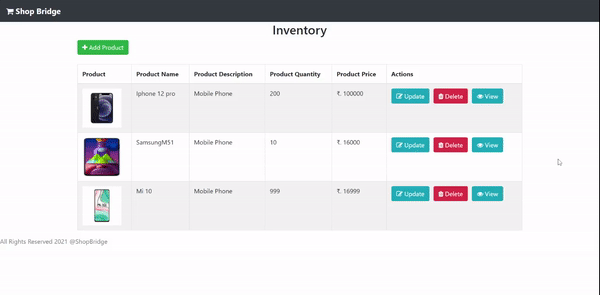 Shop Bridge
Inventory
+ Add Product
Product Product Name Product Description Product Quantity Product Price Actions
Iphone 12 pro Mobile Phone 200 ₹. 100000 Update Delete View
SamsungM51 Mobile Phone 10 ₹. 16000 Update Delete View
Mi 10 Mobile Phone 999 ₹. 16999 Update Delete View
All Rights Reserved 2021 @ShopBridge